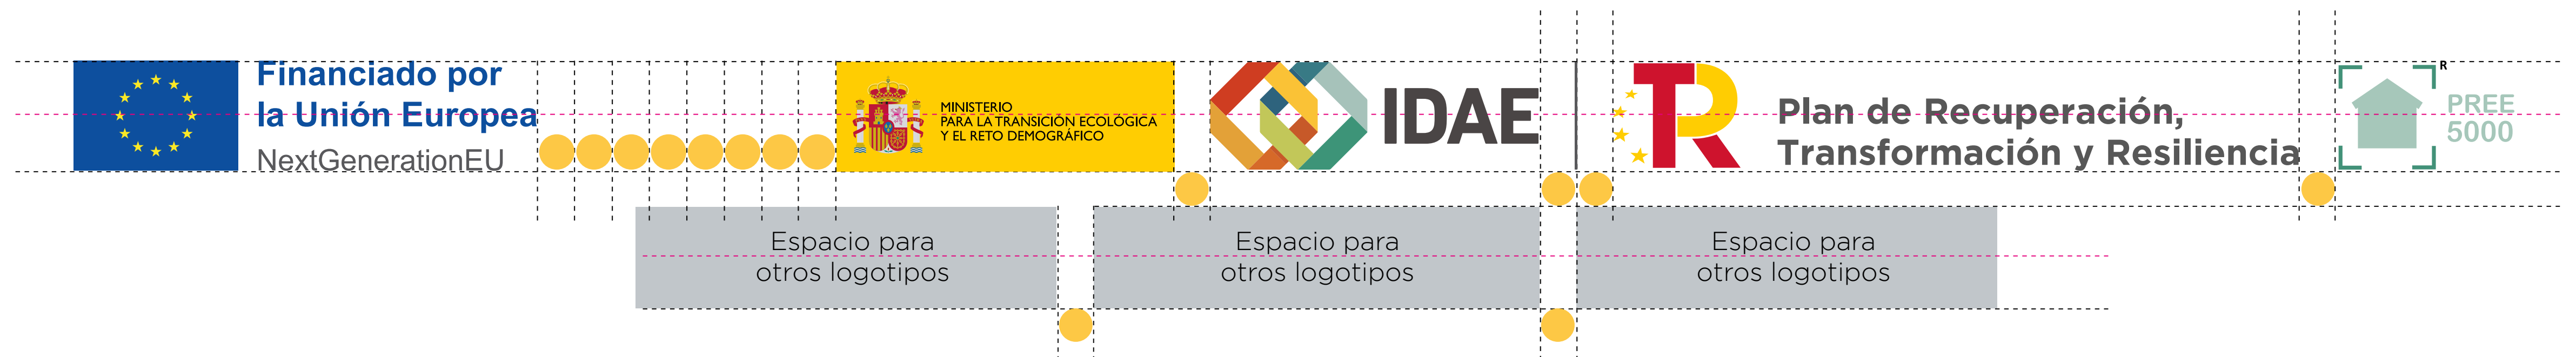 Financiado por
la Unión Europea
NextGenerationEU
MINISTERIO
PARA LA TRANSICIÓN ECOLÓGICA
Y EL RETO DEMOGRÁFICO
IDAE
TR
Plan de Recuperación,
Transformación y Resiliencia
R
PREE
5000
Espacio para
otros logotipos
Espacio para
otros logotipos
Espacio para
otros logotipos